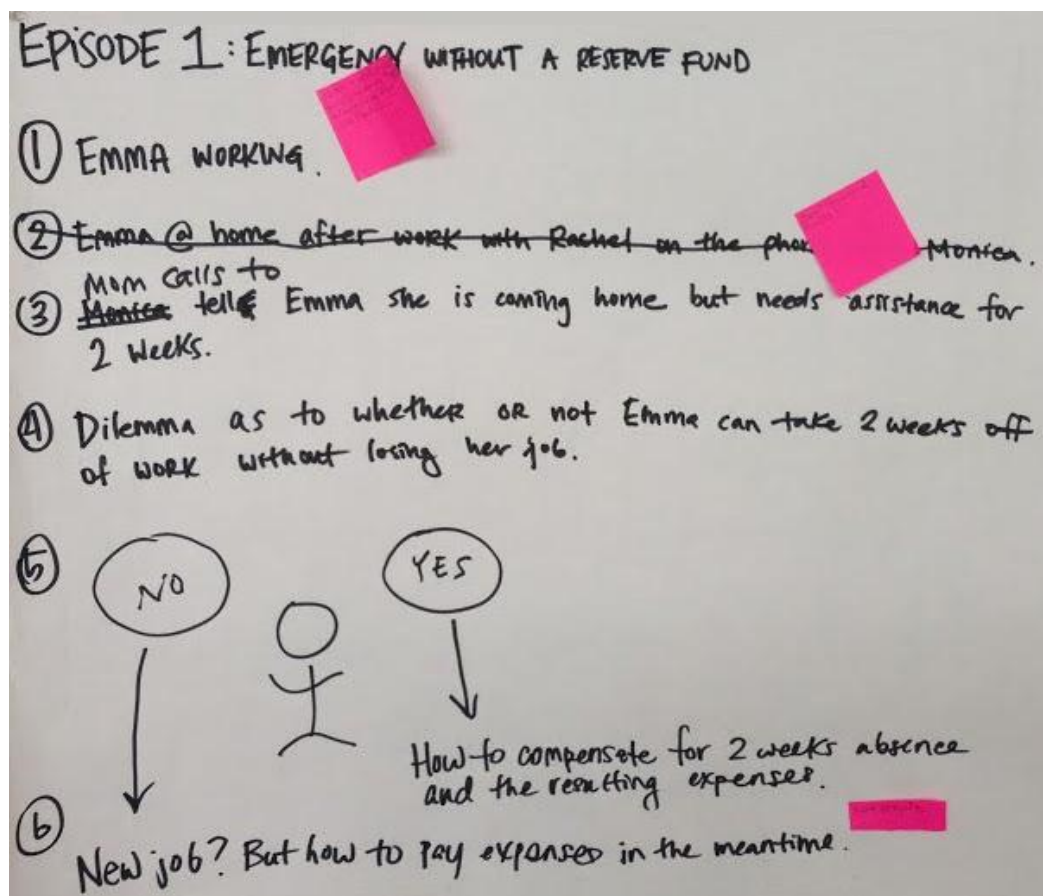 EPISODE 1: EMERGENCY WITHOUT A RESERVE FUND
① EMMA WORKING.
② Emma @ home after work with Rachel on the Monica.
Mom calls to
③ Monica tells Emma she is coming home but needs assistance for
2 weeks.
④ Dilemma as to whether OR not Emma can take 2 weeks off
of work without losing her job.
⑤ NO YES
How to compensate for 2 weeks absence
and the resulting expenses.
⑥
New job? But how to pay expenses in the meantime.